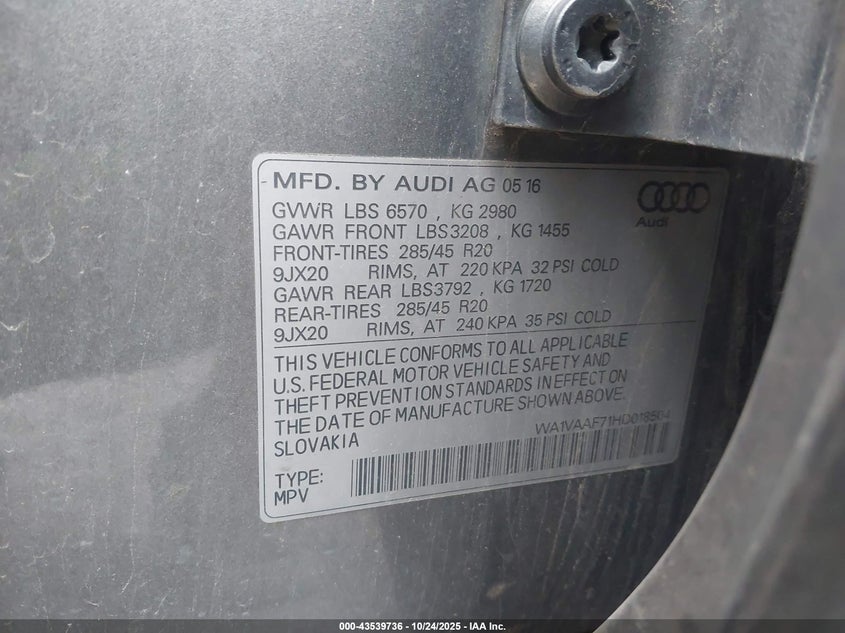 MFD. BY AUDI AG 05 16
GVWR LBS 6570 , KG 2980
GAWR FRONT LBS3208 , KG 1455
FRONT-TIRES 285/45 R20
9JX20 RIMS, AT 220 KPA 32 PSI COLD
GAWR REAR LBS3792 , KG 1720
REAR-TIRES 285/45 R20
9JX20 RIMS, AT 240 KPA 35 PSI COLD
Audi
THIS VEHICLE CONFORMS TO ALL APPLICABLE
U.S. FEDERAL MOTOR VEHICLE SAFETY AND
THEFT PREVENTION STANDARDS IN EFFECT ON
THE DATE OF MANUFACTURE SHOWN ABOVE.
SLOVAKIA
WA1VAAF71HD018504
TYPE:
MPV
000-43539736 - 10/24/2025 - IAA Inc.